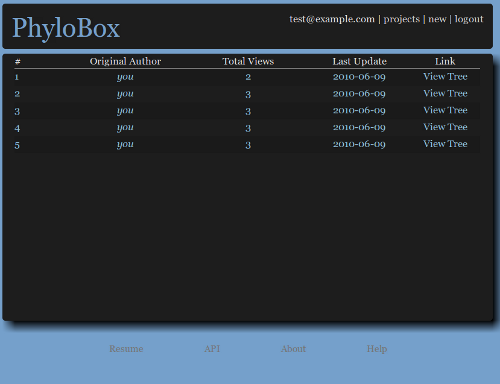 PhyloBox
test@example.com | projects | new | logout
# Original Author Total Views Last Update Link
1 you 2 2010-06-09 View Tree
2 you 3 2010-06-09 View Tree
3 you 3 2010-06-09 View Tree
4 you 3 2010-06-09 View Tree
5 you 3 2010-06-09 View Tree
Resume API About Help